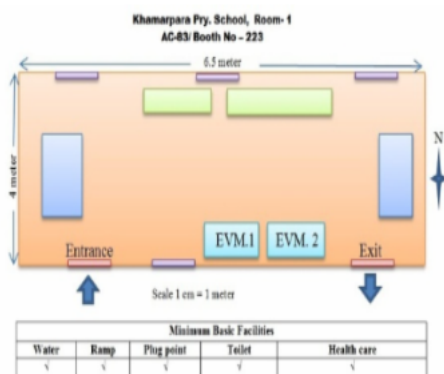 Khamarpara Pry. School, Room- 1
AC-83/ Booth No – 223
6.5 meter
4 meter
N
EVM.1 EVM. 2
Entrance Exit
Scale 1 cm = 1 meter
Minimum Basic Facilities
Water Ramp Plug point Toilet Health care
√ √ √ √ √